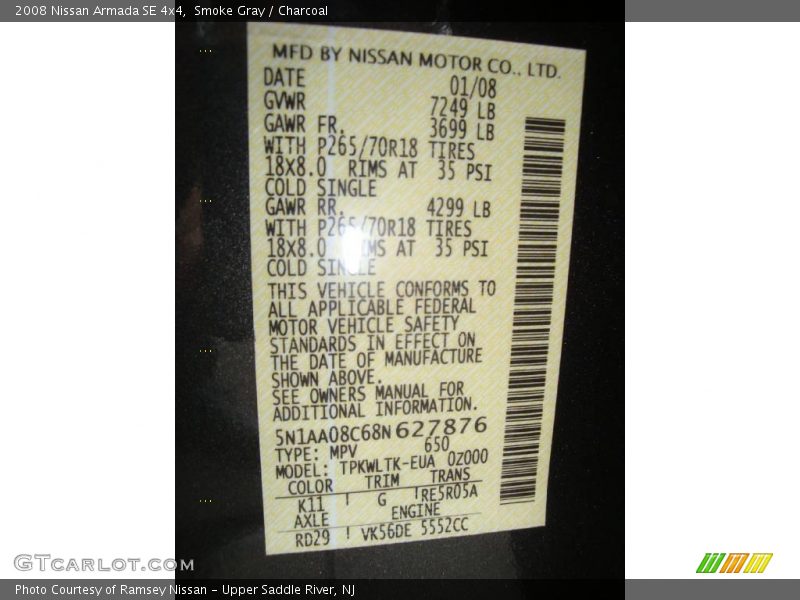 2008 Nissan Armada SE 4x4, Smoke Gray / Charcoal
MFD BY NISSAN MOTOR CO., LTD.
DATE 01/08
GVWR 7249 LB
GAWR FR. 3699 LB
WITH P265/70R18 TIRES
18X8.0 RIMS AT 35 PSI
COLD SINGLE
GAWR RR. 4299 LB
WITH P265/70R18 TIRES
18X8.0 RIMS AT 35 PSI
COLD SINGLE
THIS VEHICLE CONFORMS TO
ALL APPLICABLE FEDERAL
MOTOR VEHICLE SAFETY
STANDARDS IN EFFECT ON
THE DATE OF MANUFACTURE
SHOWN ABOVE.
SEE OWNERS MANUAL FOR
ADDITIONAL INFORMATION.
5N1AA08C68N627876
TYPE: MPV 650
MODEL: TPKWLTK-EUA 0Z000
COLOR TRIM TRANS
K11 ! G !RE5R05A
AXLE ENGINE
RD29 ! VK56DE 5552CC
GTCARLOT.COM
Photo Courtesy of Ramsey Nissan - Upper Saddle River, NJ